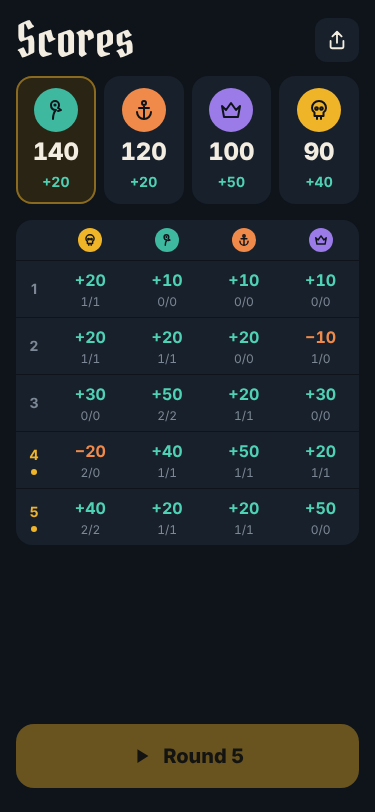 Scores
140 120 100 90
+20 +20 +50 +40
1 +20 +10 +10 +10
1/1 0/0 0/0 0/0
2 +20 +20 +20 −10
1/1 1/1 0/0 1/0
3 +30 +50 +20 +30
0/0 2/2 1/1 0/0
4 −20 +40 +50 +20
2/0 1/1 1/1 1/1
5 +40 +20 +20 +50
2/2 1/1 1/1 0/0
Round 5